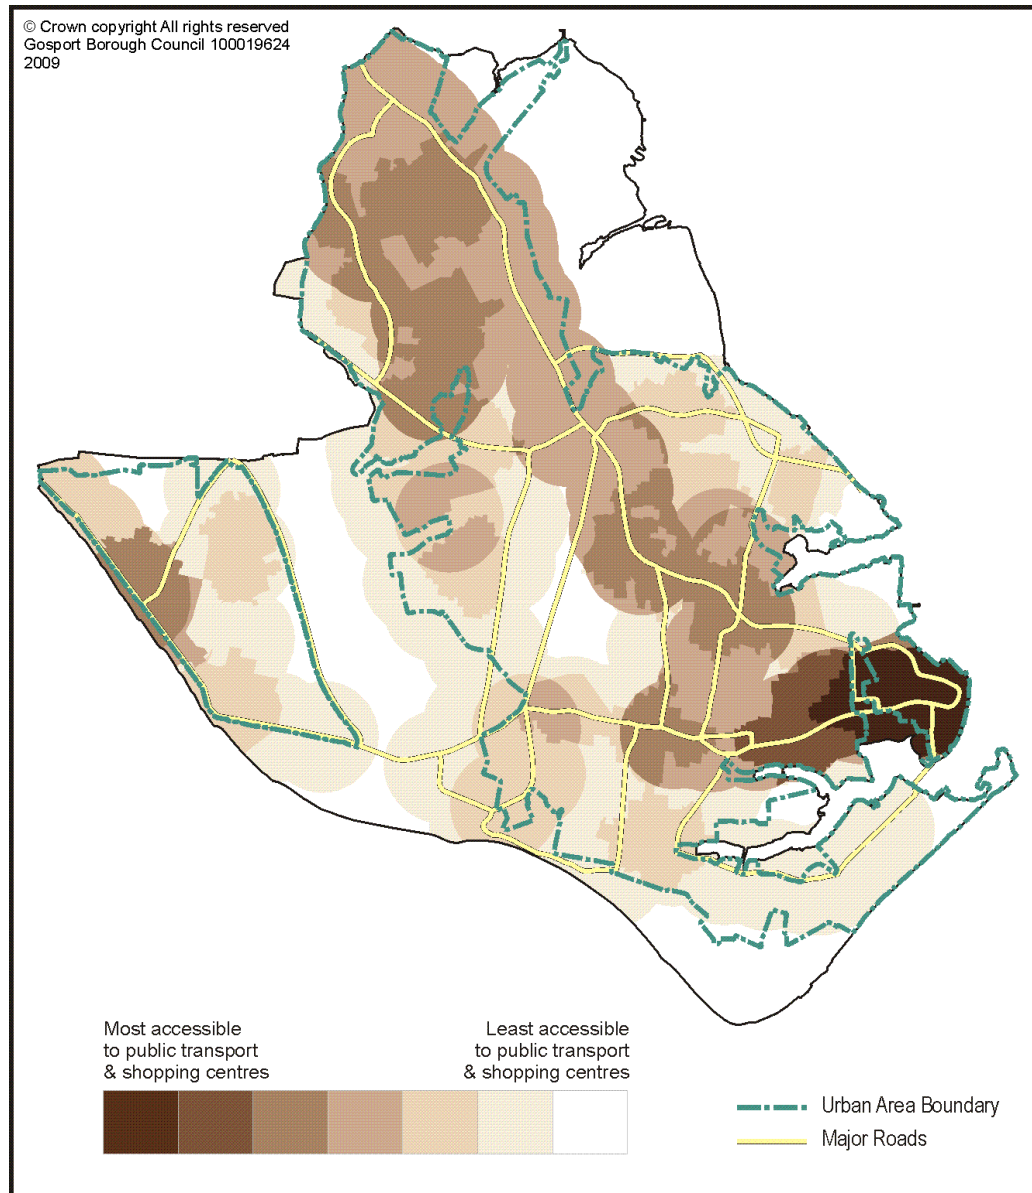 © Crown copyright All rights reserved
Gosport Borough Council 100019624
2009
Most accessible
to public transport
& shopping centres
Least accessible
to public transport
& shopping centres
Urban Area Boundary
Major Roads